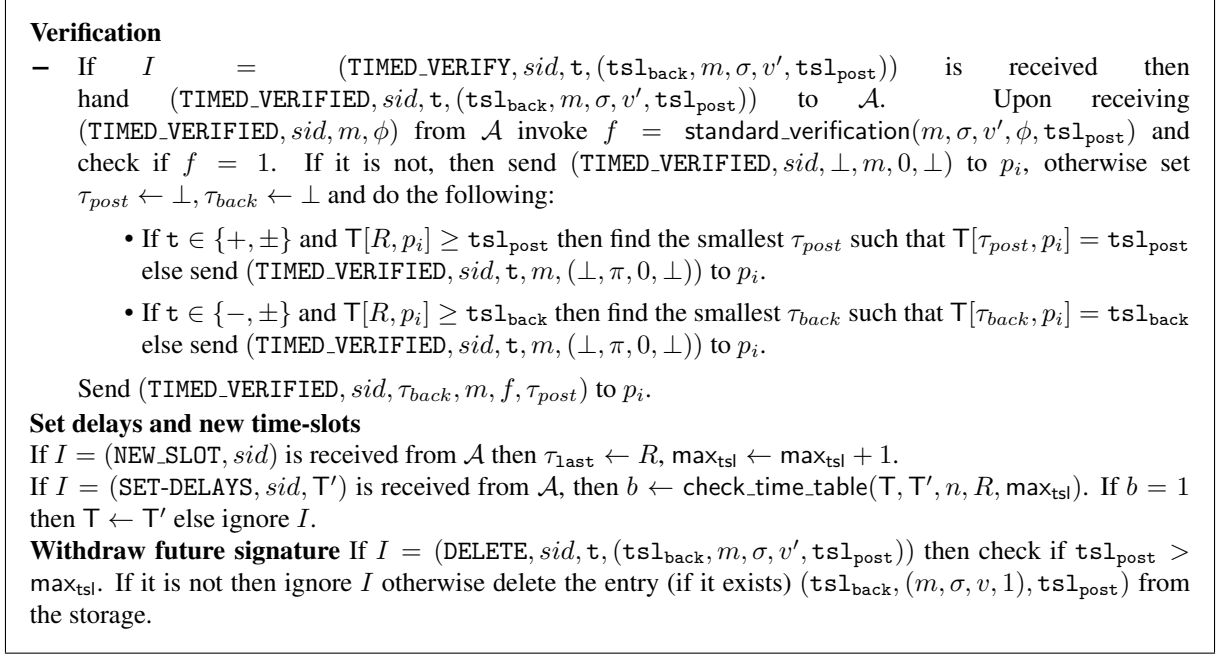 Verification
– If I = (TIMED_VERIFY, sid, t, (tsl_back, m, σ, v′, tsl_post)) is received then
hand (TIMED_VERIFIED, sid, t, (tsl_back, m, σ, v′, tsl_post)) to 𝒜. Upon receiving
(TIMED_VERIFIED, sid, m, ϕ) from 𝒜 invoke f = standard_verification(m, σ, v′, ϕ, tsl_post) and
check if f = 1. If it is not, then send (TIMED_VERIFIED, sid, ⊥, m, 0, ⊥) to p_i, otherwise set
τ_post ← ⊥, τ_back ← ⊥ and do the following:
• If t ∈ {+, ±} and T[R, p_i] ≥ tsl_post then find the smallest τ_post such that T[τ_post, p_i] = tsl_post
else send (TIMED_VERIFIED, sid, t, m, (⊥, π, 0, ⊥)) to p_i.
• If t ∈ {−, ±} and T[R, p_i] ≥ tsl_back then find the smallest τ_back such that T[τ_back, p_i] = tsl_back
else send (TIMED_VERIFIED, sid, t, m, (⊥, π, 0, ⊥)) to p_i.
Send (TIMED_VERIFIED, sid, τ_back, m, f, τ_post) to p_i.
Set delays and new time-slots
If I = (NEW_SLOT, sid) is received from 𝒜 then τ_last ← R, max_tsl ← max_tsl + 1.
If I = (SET-DELAYS, sid, T′) is received from 𝒜, then b ← check_time_table(T, T′, n, R, max_tsl). If b = 1
then T ← T′ else ignore I.
Withdraw future signature If I = (DELETE, sid, t, (tsl_back, m, σ, v′, tsl_post)) then check if tsl_post >
max_tsl. If it is not then ignore I otherwise delete the entry (if it exists) (tsl_back, (m, σ, v, 1), tsl_post) from
the storage.